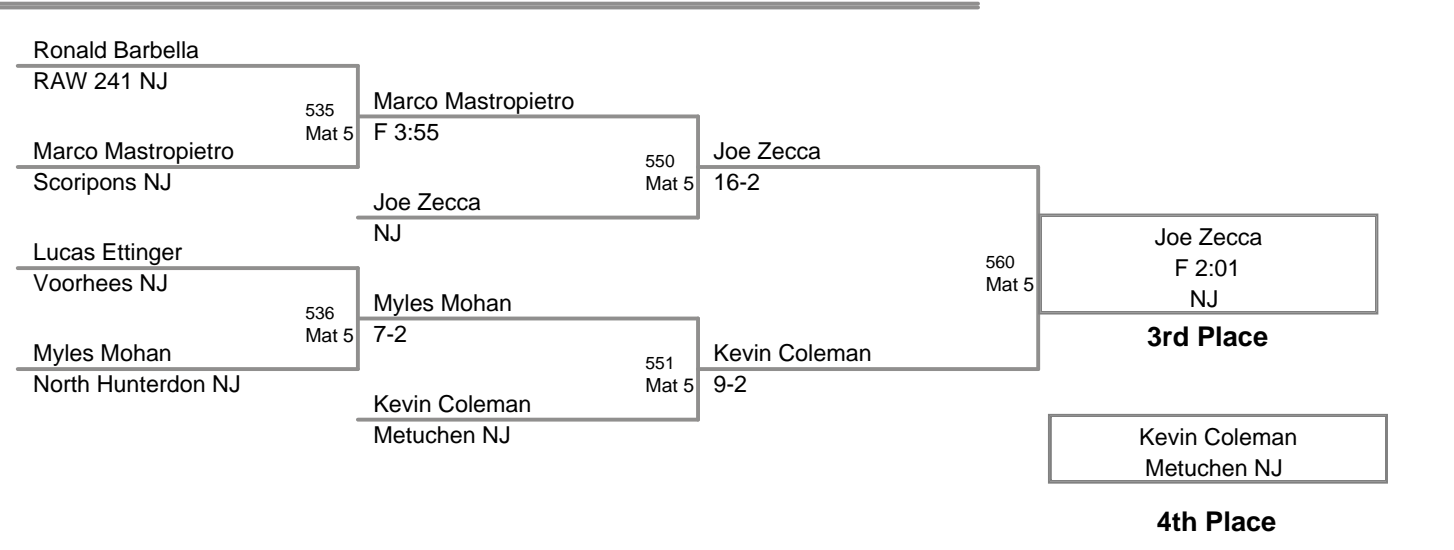 Ronald Barbella
RAW 241 NJ
535
Mat 5
Marco Mastropietro
Scoripons NJ
Marco Mastropietro
F 3:55
550
Mat 5
Joe Zecca
NJ
Joe Zecca
16-2
Lucas Ettinger
Voorhees NJ
536
Mat 5
Myles Mohan
North Hunterdon NJ
Myles Mohan
7-2
551
Mat 5
Kevin Coleman
Metuchen NJ
Kevin Coleman
9-2
560
Mat 5
Joe Zecca
F 2:01
NJ
3rd Place
Kevin Coleman
Metuchen NJ
4th Place